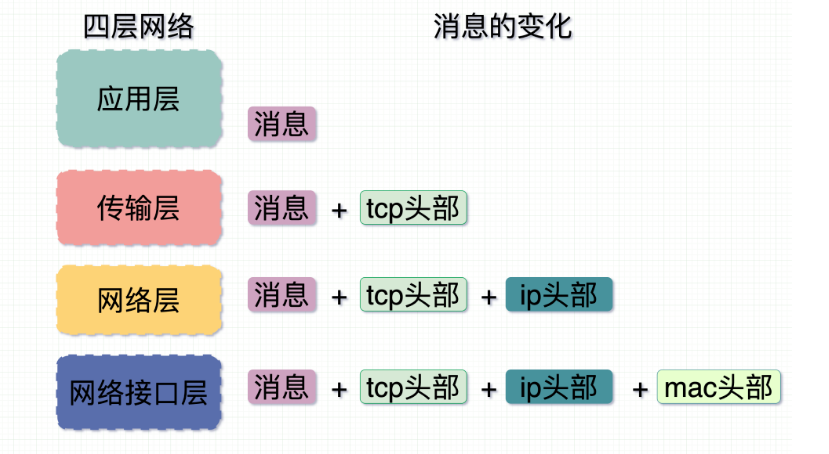 四层网络 消息的变化
应用层
消息
传输层 消息 + tcp头部
网络层 消息 + tcp头部 + ip头部
网络接口层 消息 + tcp头部 + ip头部 + mac头部